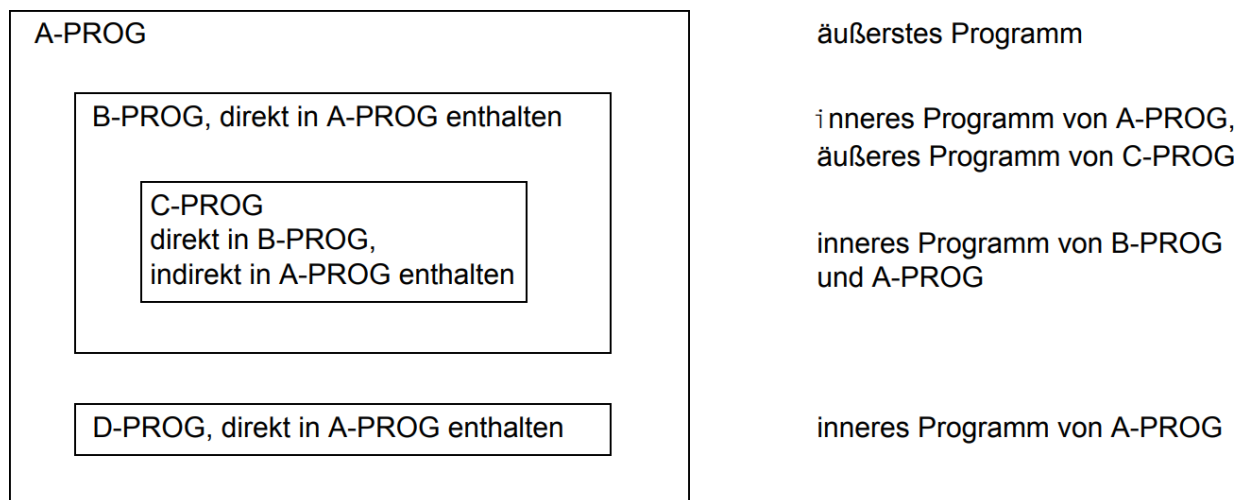 A-PROG
äußerstes Programm
B-PROG, direkt in A-PROG enthalten
inneres Programm von A-PROG,
äußeres Programm von C-PROG
C-PROG
direkt in B-PROG,
indirekt in A-PROG enthalten
inneres Programm von B-PROG
und A-PROG
D-PROG, direkt in A-PROG enthalten
inneres Programm von A-PROG